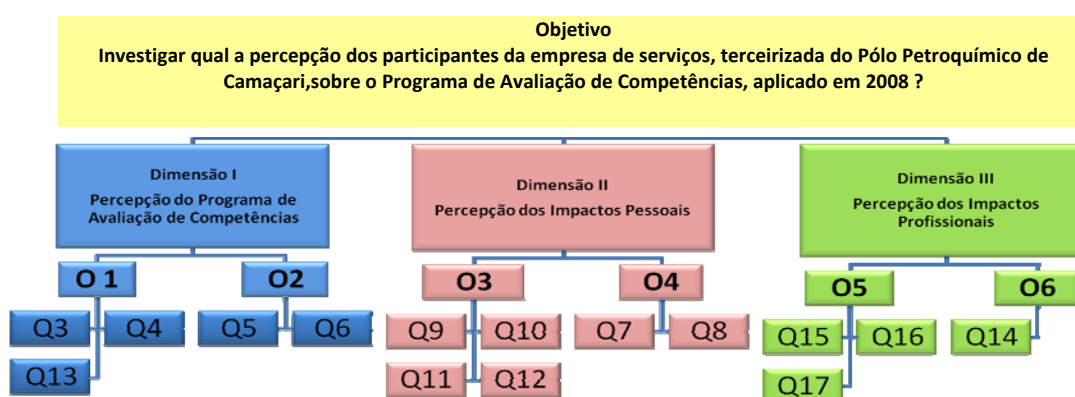 Objetivo
Investigar qual a percepção dos participantes da empresa de serviços, terceirizada do Pólo Petroquímico de
Camaçari,sobre o Programa de Avaliação de Competências, aplicado em 2008 ?
Dimensão I
Percepção do Programa de
Avaliação de Competências
Dimensão II
Percepção dos Impactos Pessoais
Dimensão III
Percepção dos Impactos
Profissionais
O 1
O2
O3
O4
O5
O6
Q3
Q4
Q13
Q5
Q6
Q9
Q10
Q11
Q12
Q7
Q8
Q15
Q16
Q17
Q14